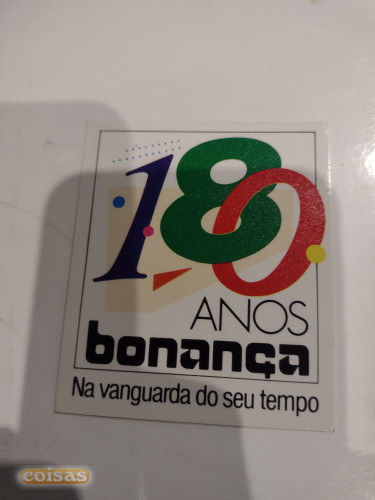 180
ANOS
bonança
Na vanguarda do seu tempo
coisas